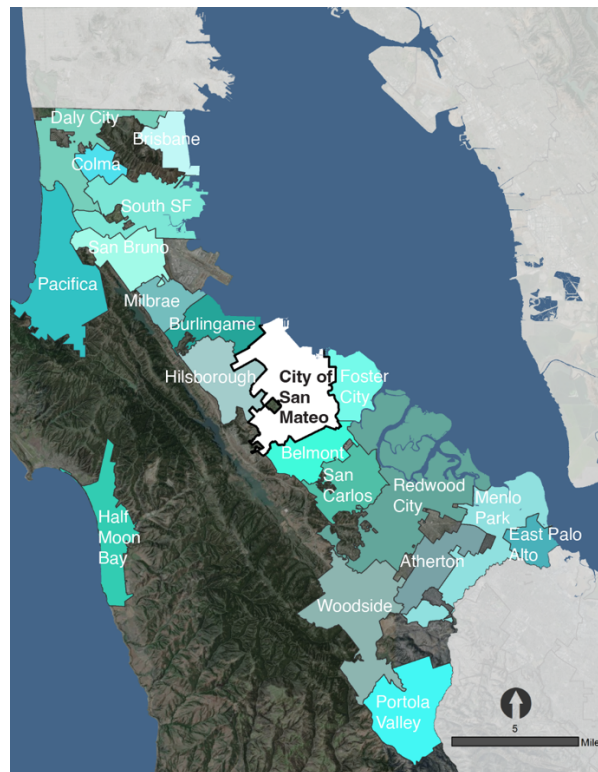 Daly City
Brisbane
Colma
South SF
San Bruno
Pacifica
Milbrae
Burlingame
Hilsborough
City of
San
Mateo
Foster
City
Belmont
San
Carlos
Redwood
City
Menlo
Park
East Palo
Alto
Half
Moon
Bay
Atherton
Woodside
Portola
Valley
5
Mile